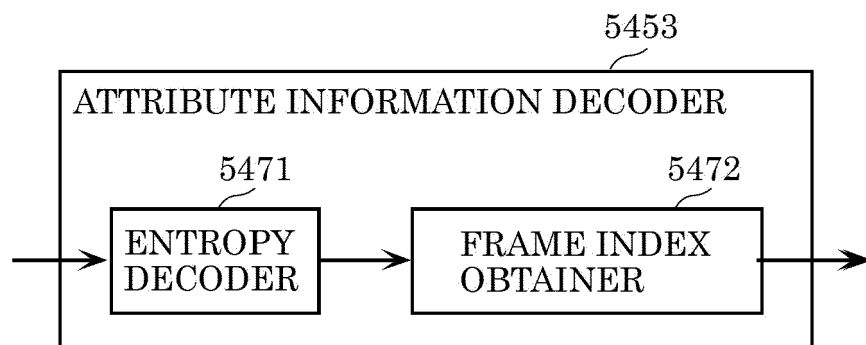 5453
ATTRIBUTE INFORMATION DECODER
5471
5472
ENTROPY
DECODER
FRAME INDEX
OBTAINER